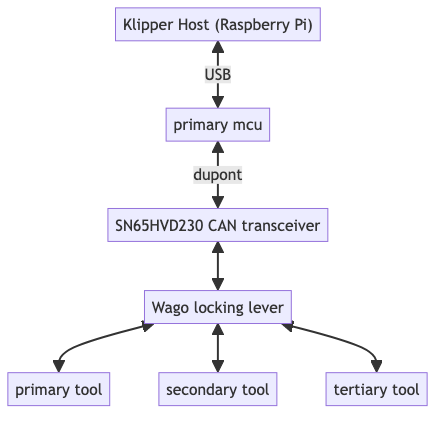 Klipper Host (Raspberry Pi)
USB
primary mcu
dupont
SN65HVD230 CAN transceiver
Wago locking lever
primary tool
secondary tool
tertiary tool